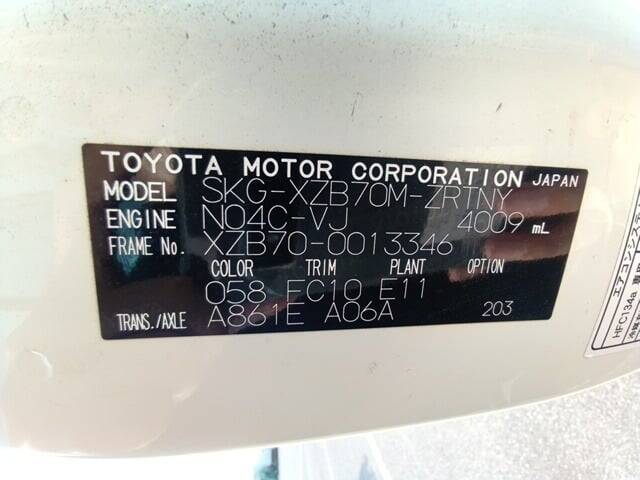 TOYOTA MOTOR CORPORATION JAPAN
MODEL SKG-XZB70M-ZRTNY
ENGINE N04C-VJ 4009 mL
FRAME No. XZB70-0013346
COLOR TRIM PLANT OPTION
058 FC10 E11
TRANS./AXLE A861E A06A 203
HFC134a